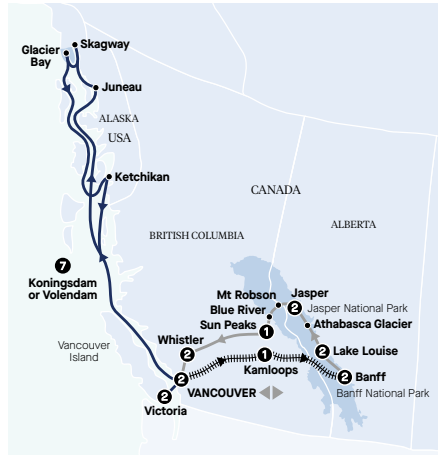 Skagway
Glacier
Bay
Juneau
ALASKA
USA
Ketchikan
CANADA
BRITISH COLUMBIA
ALBERTA
7
Koningsdam
or Volendam
Mt Robson
Jasper
2
Blue River
Jasper National Park
Sun Peaks
1
Athabasca Glacier
Vancouver
Island
Whistler
2
1
Kamloops
2
Lake Louise
2
VANCOUVER
2
Banff
Banff National Park
2
Victoria